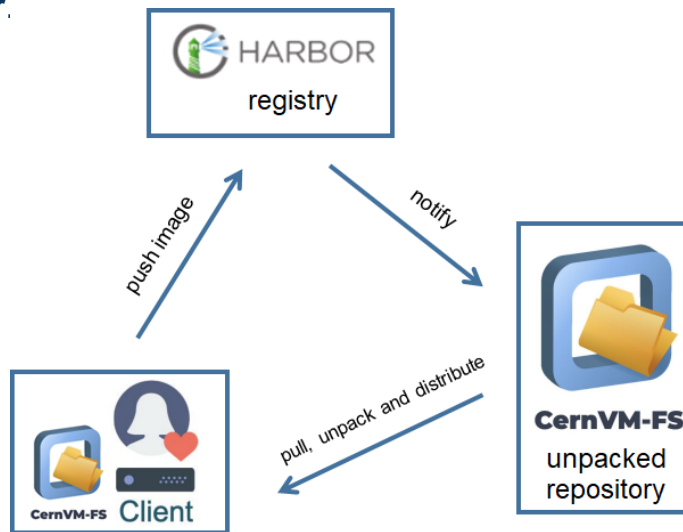 HARBOR
registry
push image
notify
pull, unpack and distribute
CernVM-FS
unpacked
repository
CernVM-FS
Client